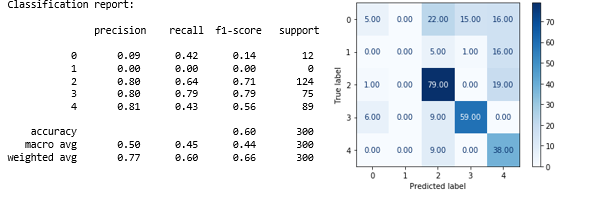 Classification report:
precision recall f1-score support
0 0.09 0.42 0.14 12
1 0.00 0.00 0.00 0
2 0.80 0.64 0.71 124
3 0.80 0.79 0.79 75
4 0.81 0.43 0.56 89
accuracy 0.60 300
macro avg 0.50 0.45 0.44 300
weighted avg 0.77 0.60 0.66 300
True label
0 5.00 0.00 22.00 15.00 16.00
1 0.00 0.00 5.00 1.00 16.00
2 1.00 0.00 79.00 0.00 19.00
3 6.00 0.00 9.00 59.00 0.00
4 0.00 0.00 9.00 0.00 38.00
0 1 2 3 4
Predicted label
70
60
50
40
30
20
10
0